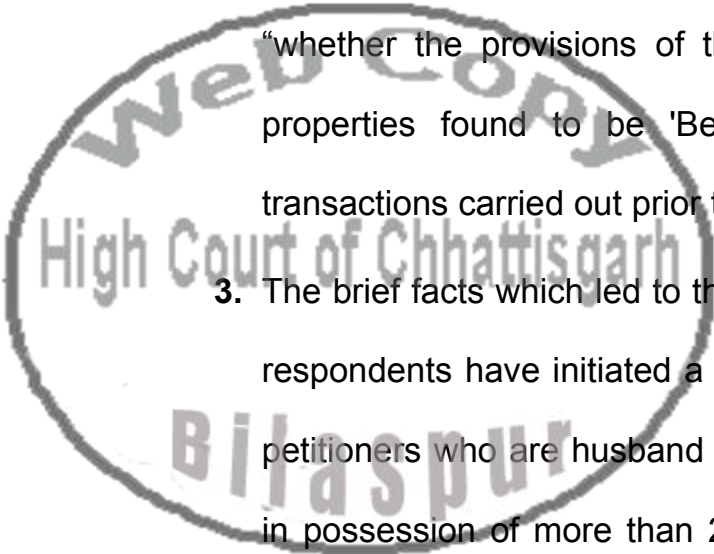 “whether the provisions of
properties found to be 'Be
transactions carried out prior
3. The brief facts which led to
respondents have initiated a
petitioners who are husband
in possession of more than
Web Copy
High Court of Chhattisgarh
Bilaspur